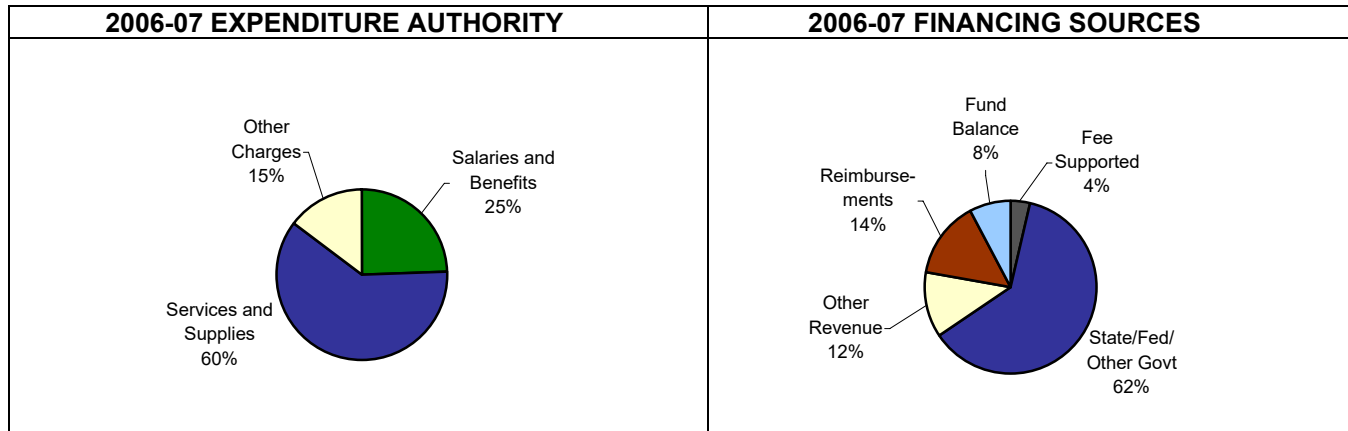 2006-07 EXPENDITURE AUTHORITY
Other
Charges
15%
Salaries and
Benefits
25%
Services and
Supplies
60%
2006-07 FINANCING SOURCES
Fund
Balance
8%
Fee
Supported
4%
Reimburse-
ments
14%
Other
Revenue
12%
State/Fed/
Other Govt
62%